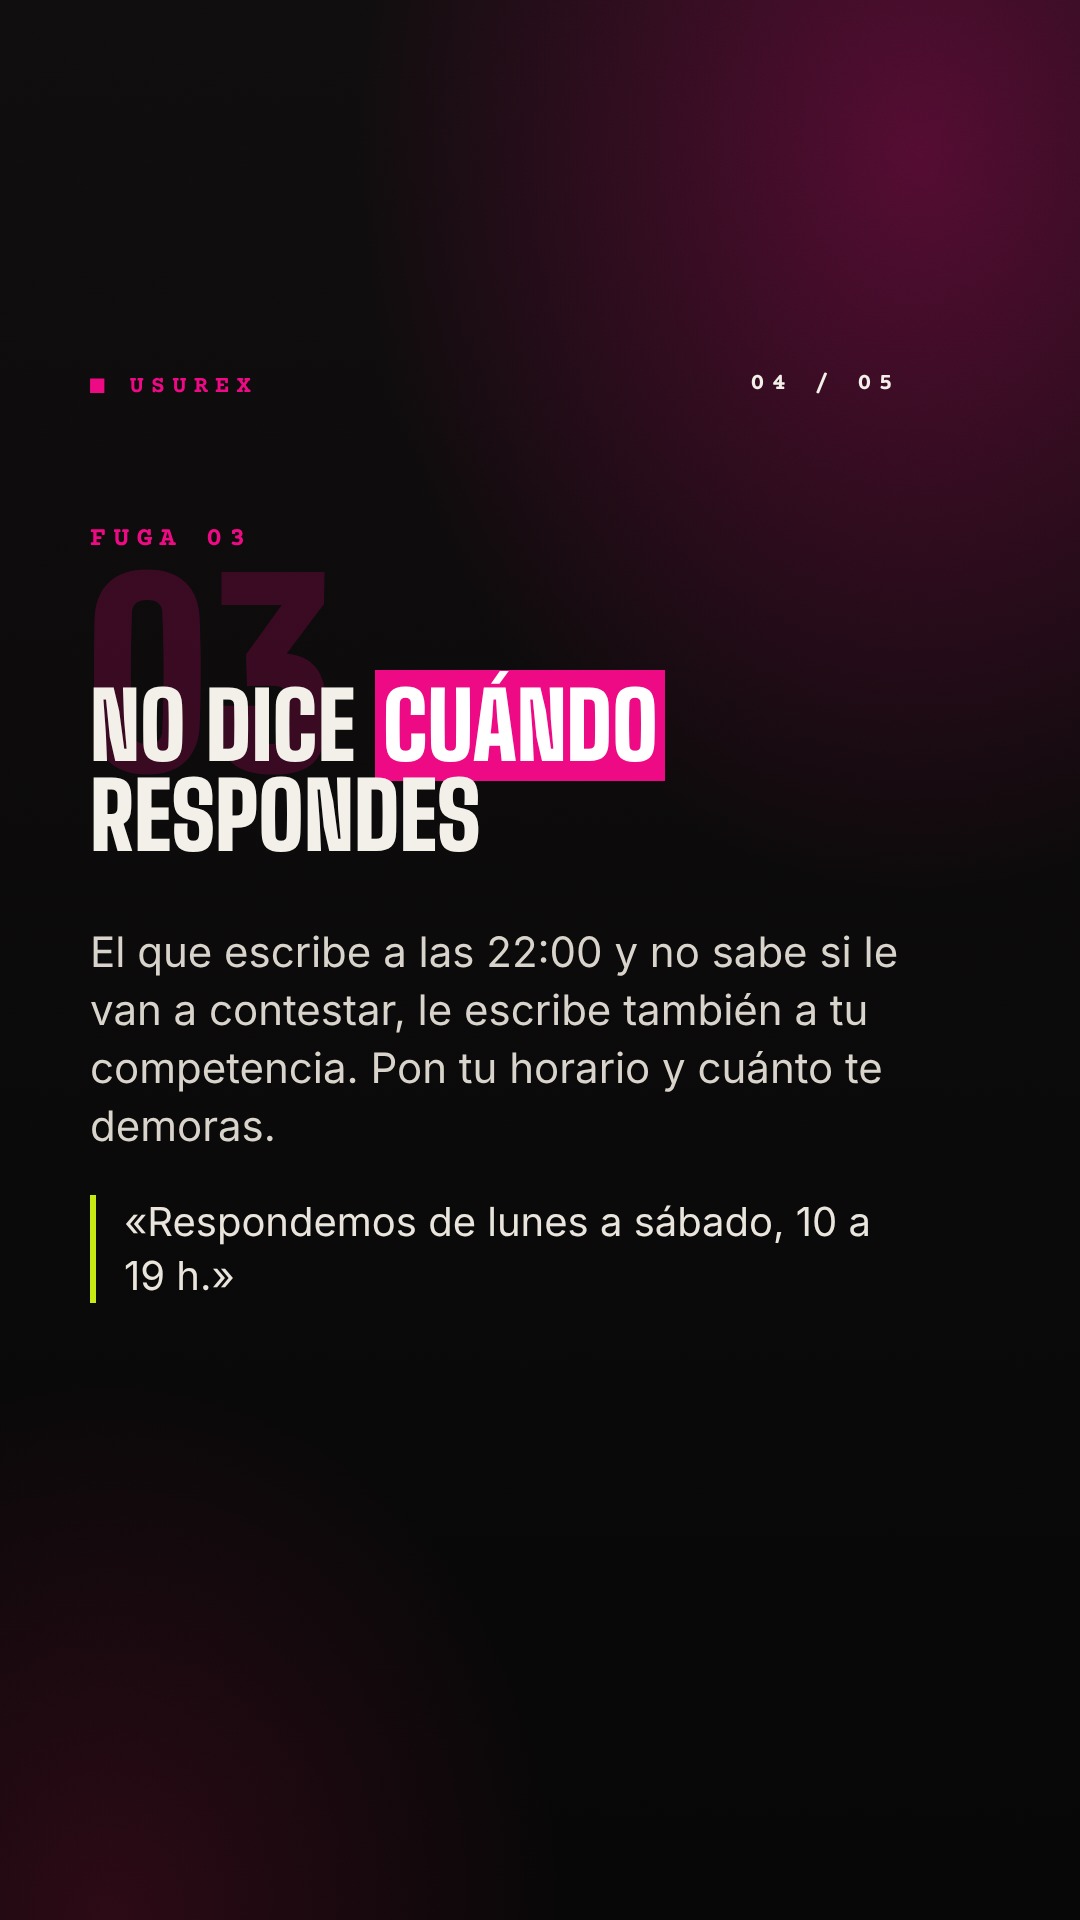 USUREX
04 / 05
FUGA 03
03
NO DICE CUÁNDO
RESPONDES
El que escribe a las 22:00 y no sabe si le
van a contestar, le escribe también a tu
competencia. Pon tu horario y cuánto te
demoras.
«Respondemos de lunes a sábado, 10 a
19 h.»